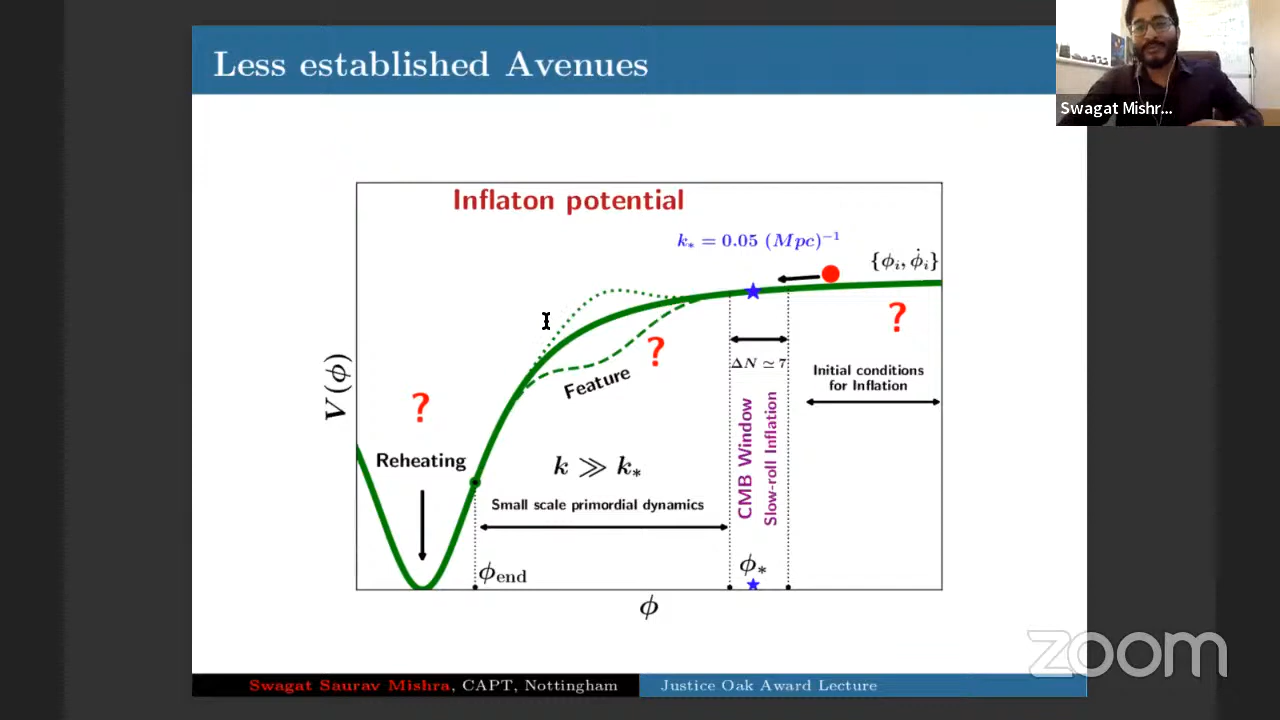 Less established Avenues
Swagat Mishr...
Inflaton potential
k* = 0.05 (Mpc)⁻¹
{ϕi, ϕ̇i}
?
?
ΔN ≃ 7
Initial conditions
for Inflation
Feature
V(ϕ)
?
Reheating
k ≫ k*
Small scale primordial dynamics
CMB Window
Slow-roll Inflation
ϕend
ϕ*
ϕ
zoom
Swagat Saurav Mishra, CAPT, Nottingham
Justice Oak Award Lecture